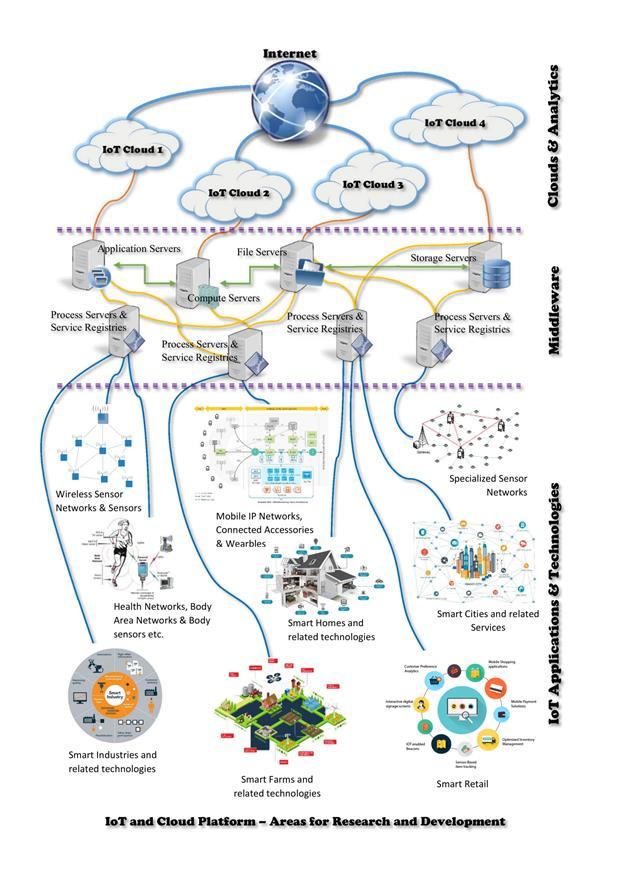 Internet
IoT Cloud 1
IoT Cloud 4
IoT Cloud 2
IoT Cloud 3
Clouds & Analytics
Application Servers
File Servers
Storage Servers
Compute Servers
Middleware
Process Servers &
Service Registries
Process Servers &
Service Registries
Process Servers &
Service Registries
Process Servers &
Service Registries
Wireless Sensor
Networks & Sensors
Mobile IP Networks,
Connected Accessories
& Wearbles
Specialized Sensor
Networks
Health Networks, Body
Area Networks & Body
sensors etc.
Smart Homes and
related technologies
Smart Cities and related
Services
IoT Applications & Technologies
Smart
Industry
Smart Industries and
related technologies
Smart Farms and
related technologies
Customer Preference
Analytics
Mobile Shopping
applications
Interactive digital
signage screens
Mobile Payment
Solutions
IOT enabled
Beacons
Optimized Inventory
Management
Sensor-Based
item tracking
Smart Retail
IoT and Cloud Platform – Areas for Research and Development